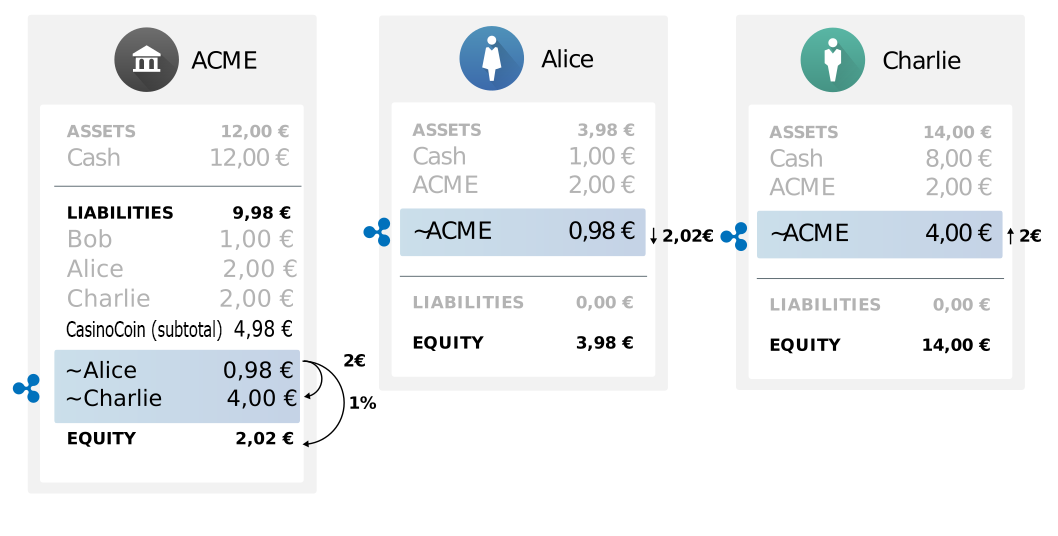 ACME
ASSETS 12,00 €
Cash 12,00 €
LIABILITIES 9,98 €
Bob 1,00 €
Alice 2,00 €
Charlie 2,00 €
CasinoCoin (subtotal) 4,98 €
~Alice 0,98 €
~Charlie 4,00 €
2€
1%
EQUITY 2,02 €
Alice
ASSETS 3,98 €
Cash 1,00 €
ACME 2,00 €
~ACME 0,98 €
↓ 2,02€
LIABILITIES 0,00 €
EQUITY 3,98 €
Charlie
ASSETS 14,00 €
Cash 8,00 €
ACME 2,00 €
~ACME 4,00 €
↑ 2€
LIABILITIES 0,00 €
EQUITY 14,00 €